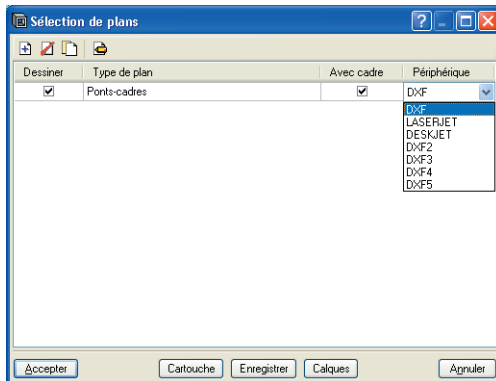 Sélection de plans
Dessiner Type de plan Avec cadre Périphérique
Ponts-cadres DXF
DXF
LASERJET
DESKJET
DXF2
DXF3
DXF4
DXF5
Accepter Cartouche Enregistrer Calques Annuler